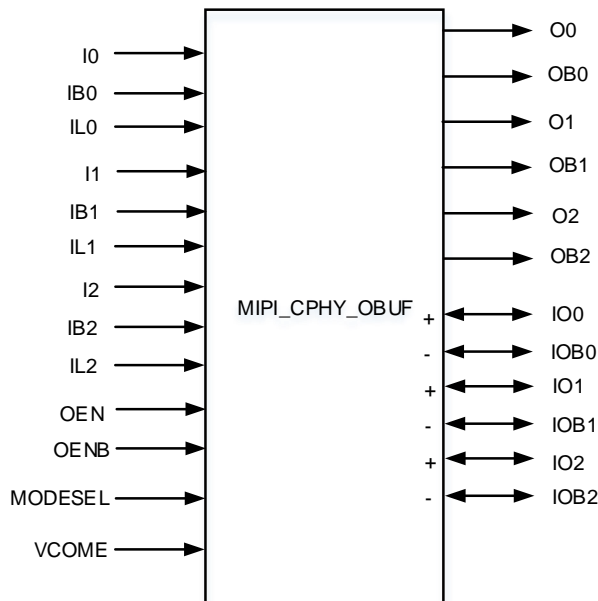 I0
IB0
IL0
I1
IB1
IL1
I2
IB2
IL2
OEN
OENB
MODESEL
VCOME
MIPI_CPHY_OBUF
O0
OB0
O1
OB1
O2
OB2
+ IO0
- IOB0
+ IO1
- IOB1
+ IO2
- IOB2